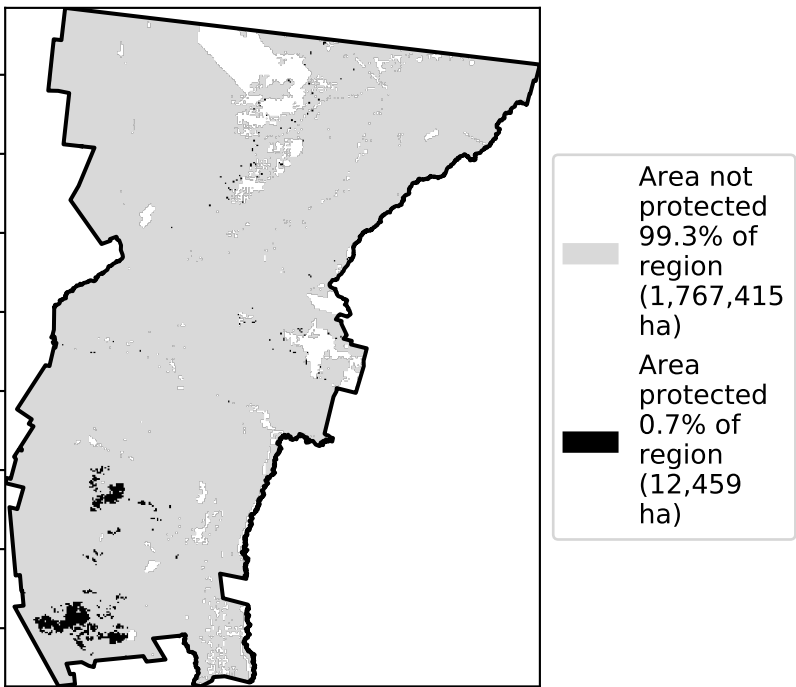 Area not
protected
99.3% of
region
(1,767,415
ha)
Area
protected
0.7% of
region
(12,459
ha)